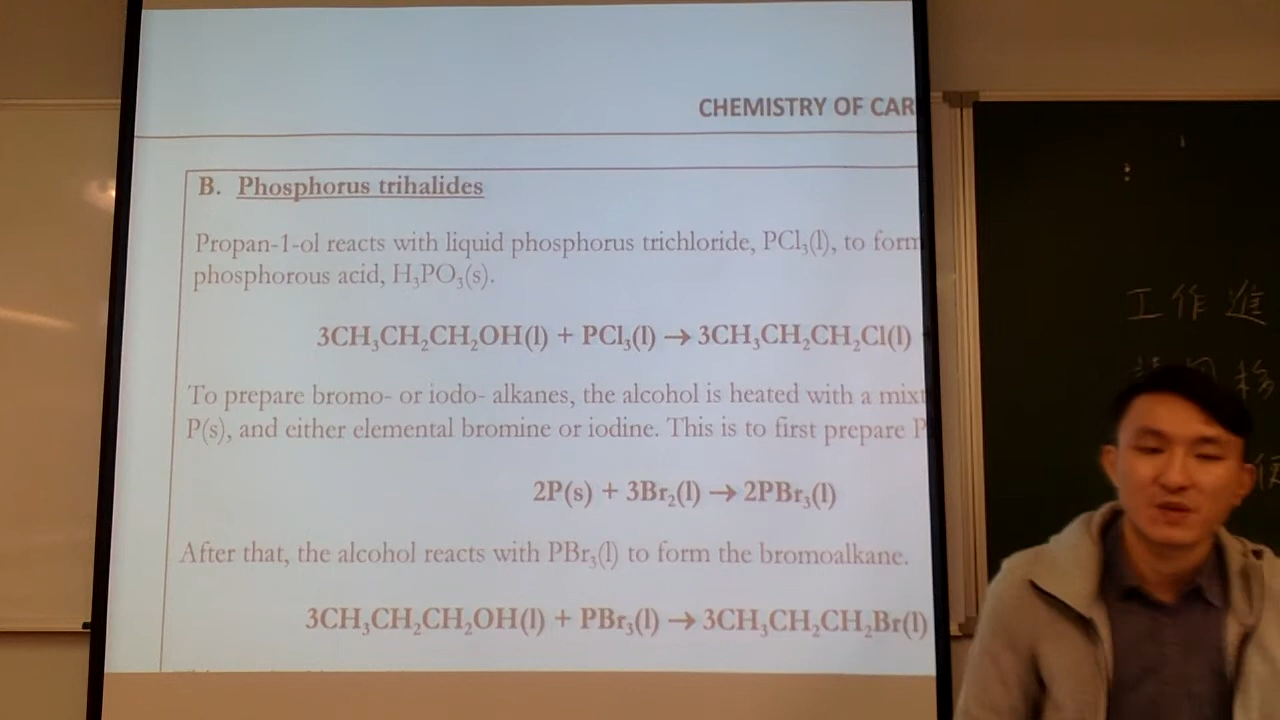 CHEMISTRY OF CAR
B. Phosphorus trihalides
Propan-1-ol reacts with liquid phosphorus trichloride, PCl₃(l), to form
phosphorous acid, H₃PO₃(s).
3CH₃CH₂CH₂OH(l) + PCl₃(l) → 3CH₃CH₂CH₂Cl(l)
To prepare bromo- or iodo- alkanes, the alcohol is heated with a mixt
P(s), and either elemental bromine or iodine. This is to first prepare P
2P(s) + 3Br₂(l) → 2PBr₃(l)
After that, the alcohol reacts with PBr₃(l) to form the bromoalkane.
3CH₃CH₂CH₂OH(l) + PBr₃(l) → 3CH₃CH₂CH₂Br(l)
工作進